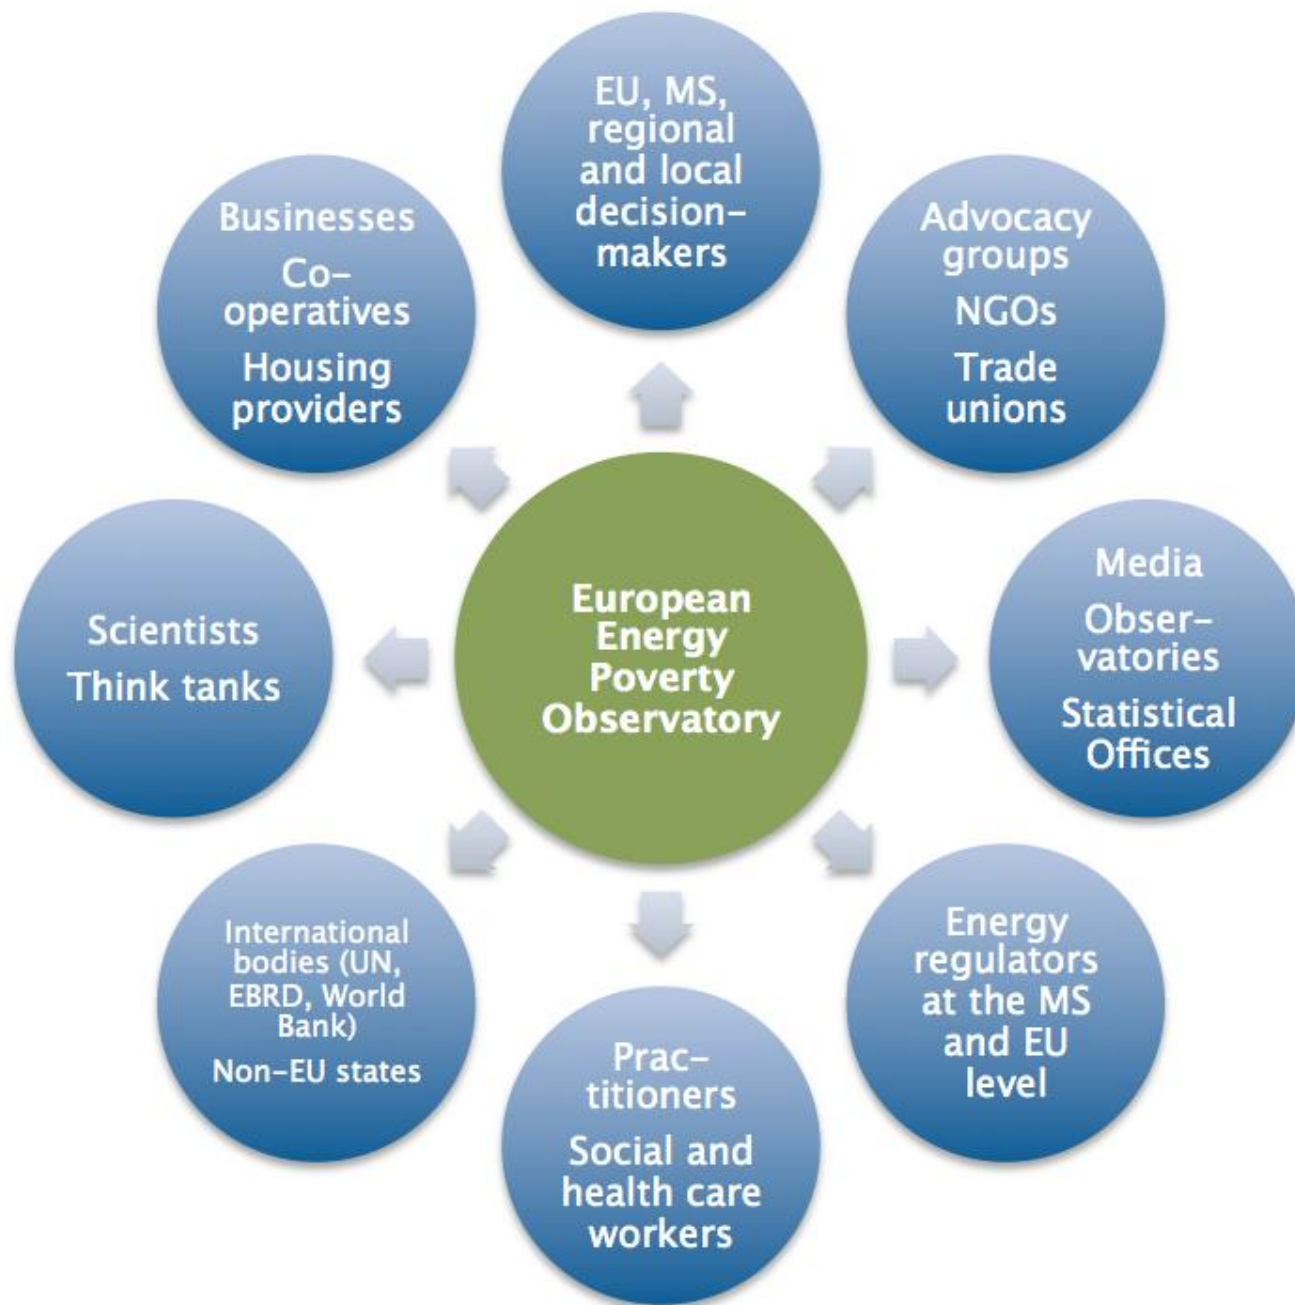 EU, MS,
regional
and local
decision-
makers
Advocacy
groups
NGOs
Trade
unions
Media
Obser-
vatories
Statistical
Offices
Energy
regulators
at the MS
and EU
level
Prac-
titioners
Social and
health care
workers
International
bodies (UN,
EBRD, World
Bank)
Non-EU states
Scientists
Think tanks
Businesses
Co-
operatives
Housing
providers
European
Energy
Poverty
Observatory